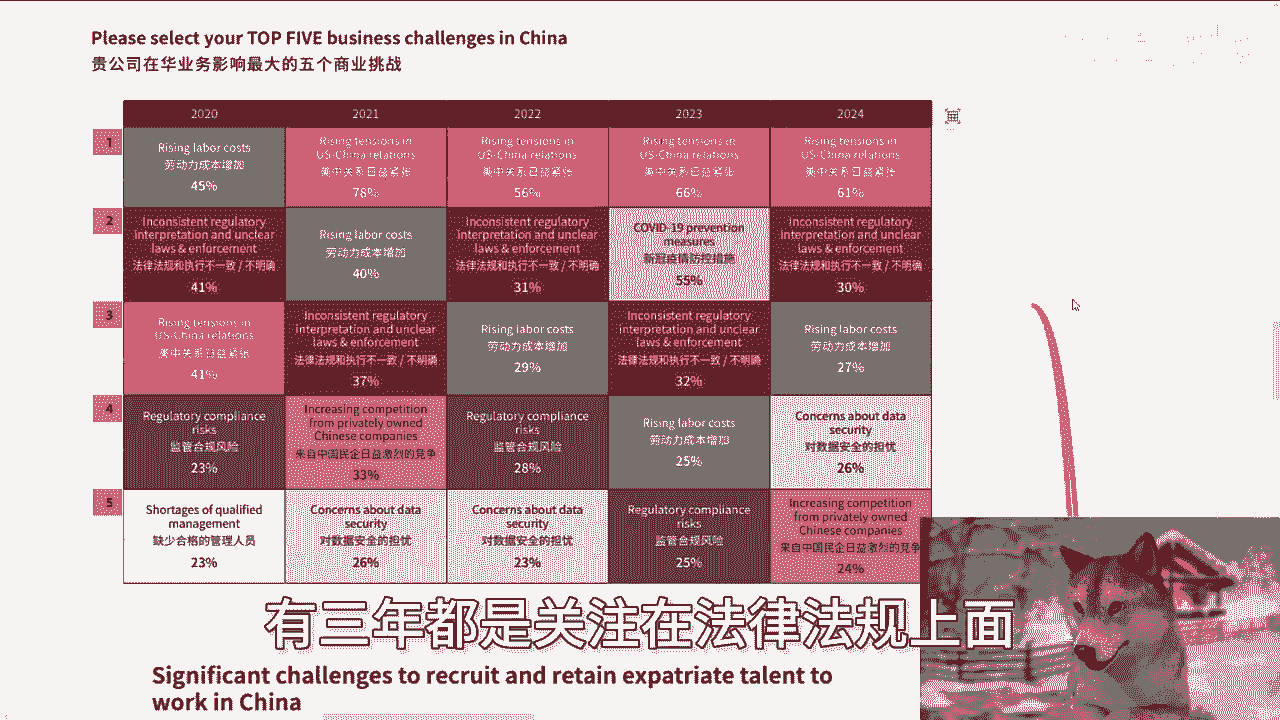 Please select your TOP FIVE business challenges in China
贵公司在华业务影响最大的五个商业挑战
2020 2021 2022 2023 2024
1
Rising labor costs
劳动力成本增加
45%
Rising tensions in
US-China relations
美中关系日益紧张
78%
Rising tensions in
US-China relations
美中关系日益紧张
56%
Rising tensions in
US-China relations
美中关系日益紧张
66%
Rising tensions in
US-China relations
美中关系日益紧张
61%
2
Inconsistent regulatory
interpretation and unclear
laws & enforcement
法律法规和执行不一致 / 不明确
41%
Rising labor costs
劳动力成本增加
40%
Inconsistent regulatory
interpretation and unclear
laws & enforcement
法律法规和执行不一致 / 不明确
31%
COVID-19 prevention
measures
新冠疫情防控措施
55%
Inconsistent regulatory
interpretation and unclear
laws & enforcement
法律法规和执行不一致 / 不明确
30%
3
Rising tensions in
US-China relations
美中关系日益紧张
41%
Inconsistent regulatory
interpretation and unclear
laws & enforcement
法律法规和执行不一致 / 不明确
37%
Rising labor costs
劳动力成本增加
29%
Inconsistent regulatory
interpretation and unclear
laws & enforcement
法律法规和执行不一致 / 不明确
32%
Rising labor costs
劳动力成本增加
27%
4
Regulatory compliance
risks
监管合规风险
23%
Increasing competition
from privately owned
Chinese companies
来自中国民企日益激烈的竞争
33%
Regulatory compliance
risks
监管合规风险
28%
Rising labor costs
劳动力成本增加
25%
Concerns about data
security
对数据安全的担忧
26%
5
Shortages of qualified
management
缺少合格的管理人员
23%
Concerns about data
security
对数据安全的担忧
26%
Concerns about data
security
对数据安全的担忧
23%
Regulatory compliance
risks
监管合规风险
25%
Increasing competition
from privately owned
Chinese companies
来自中国民企日益激烈的竞争
24%
有三年都是关注在法律法规上面
Significant challenges to recruit and retain expatriate talent to
work in China